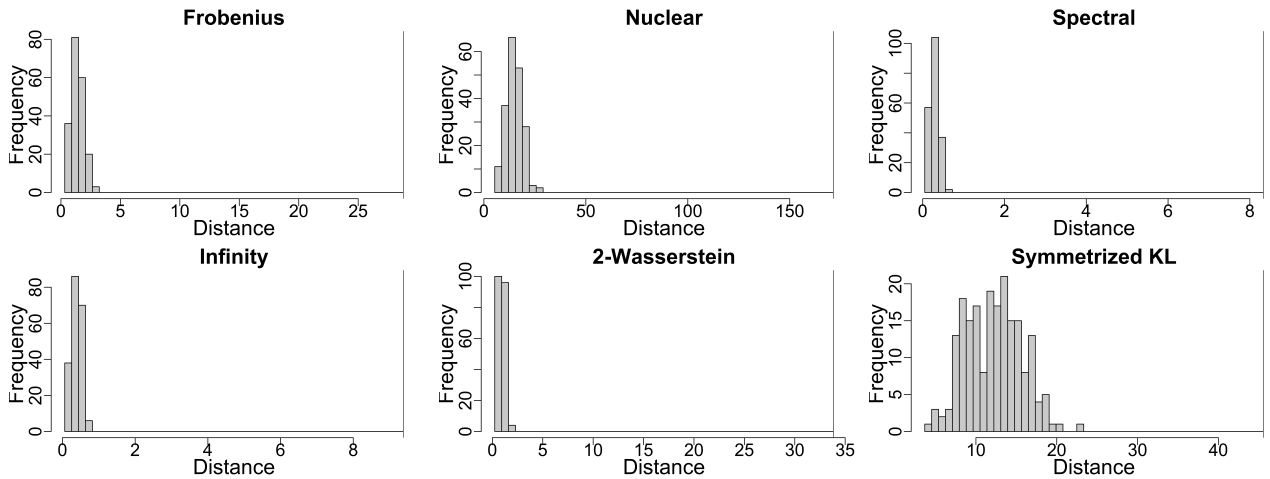 Frobenius
Frequency
0 20 40 60 80
0 5 10 15 20 25
Distance
Nuclear
Frequency
0 20 40 60
0 50 100 150
Distance
Spectral
Frequency
0 20 60 100
0 2 4 6 8
Distance
Infinity
Frequency
0 20 40 60 80
0 2 4 6 8
Distance
2-Wasserstein
Frequency
0 20 60 100
0 5 10 15 20 25 30 35
Distance
Symmetrized KL
Frequency
0 5 10 15 20
10 20 30 40
Distance